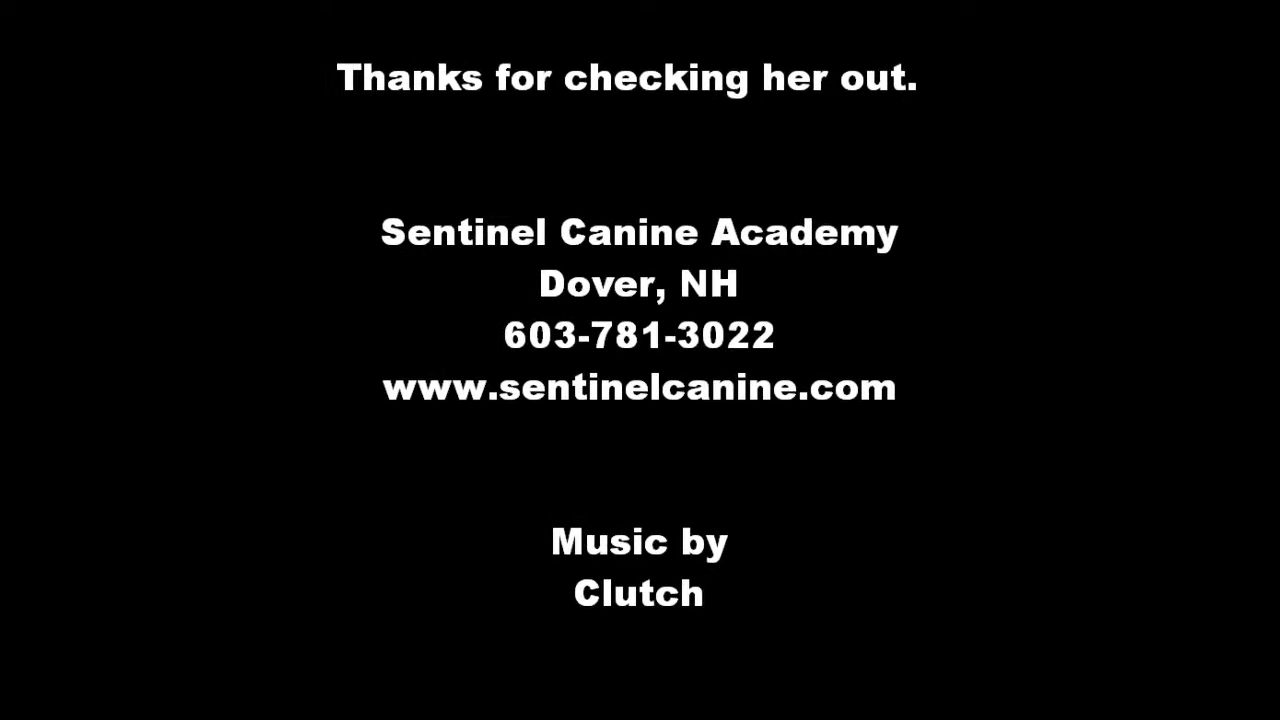 Thanks for checking her out.
Sentinel Canine Academy
Dover, NH
603-781-3022
www.sentinelcanine.com
Music by
Clutch